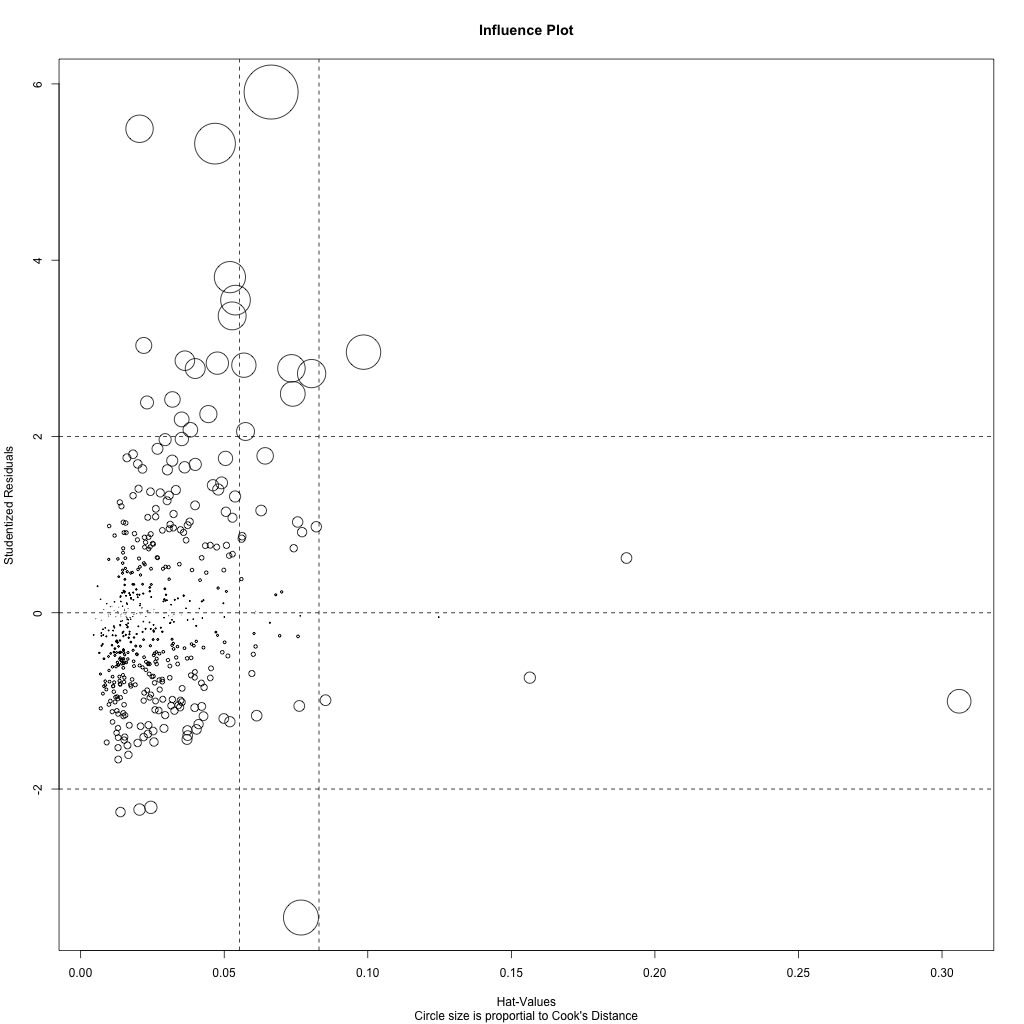 Influence Plot
6
4
2
0
-2
Studentized Residuals
0.00 0.05 0.10 0.15 0.20 0.25 0.30
Hat-Values
Circle size is proportial to Cook's Distance